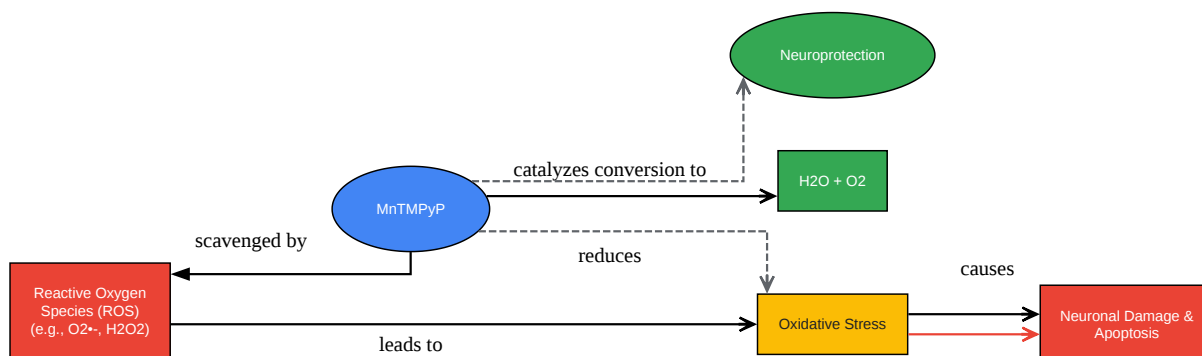 Neuroprotection
catalyzes conversion to
H2O + O2
MnTMPyP
scavenged by
reduces
causes
Reactive Oxygen
Species (ROS)
(e.g., O2•-, H2O2)
Oxidative Stress
Neuronal Damage &
Apoptosis
leads to